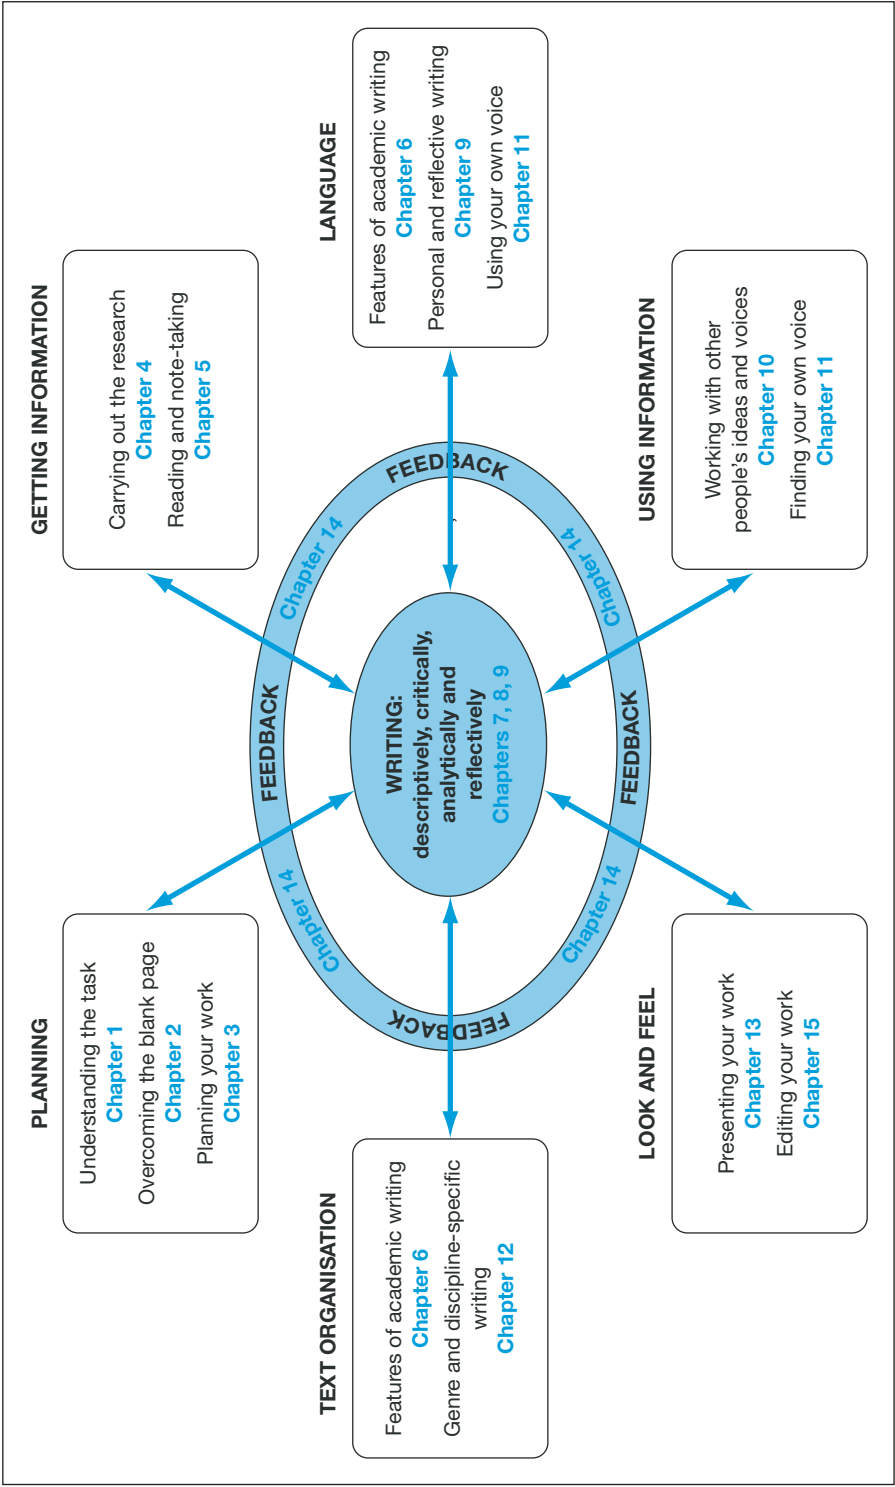 PLANNING
Understanding the task
Chapter 1
Overcoming the blank page
Chapter 2
Planning your work
Chapter 3
GETTING INFORMATION
Carrying out the research
Chapter 4
Reading and note-taking
Chapter 5
TEXT ORGANISATION
Features of academic writing
Chapter 6
Genre and discipline-specific
writing
Chapter 12
FEEDBACK
Chapter 14
Chapter 14
FEEDBACK
WRITING:
descriptively, critically,
analytically and
reflectively
Chapters 7, 8, 9
FEEDBACK
Chapter 14
Chapter 14
FEEDBACK
LANGUAGE
Features of academic writing
Chapter 6
Personal and reflective writing
Chapter 9
Using your own voice
Chapter 11
LOOK AND FEEL
Presenting your work
Chapter 13
Editing your work
Chapter 15
USING INFORMATION
Working with other
people's ideas and voices
Chapter 10
Finding your own voice
Chapter 11